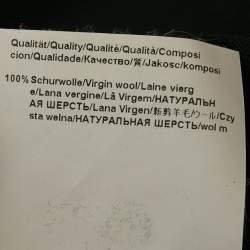 Qualität/Quality/Qualité/Qualità/Composi
cion/Qualidade/Качество/質/Jakosc/komposi
cion
100% Schurwolle/Virgin wool/Laine vierg
e/Lana vergine/Lã Virgem/НАТУРАЛЬН
АЯ ШЕРСТЬ/Lana Virgen/新剪羊毛/ウール/Czy
sta welna/НАТУРАЛЬНАЯ ШЕРСТЬ/wol m